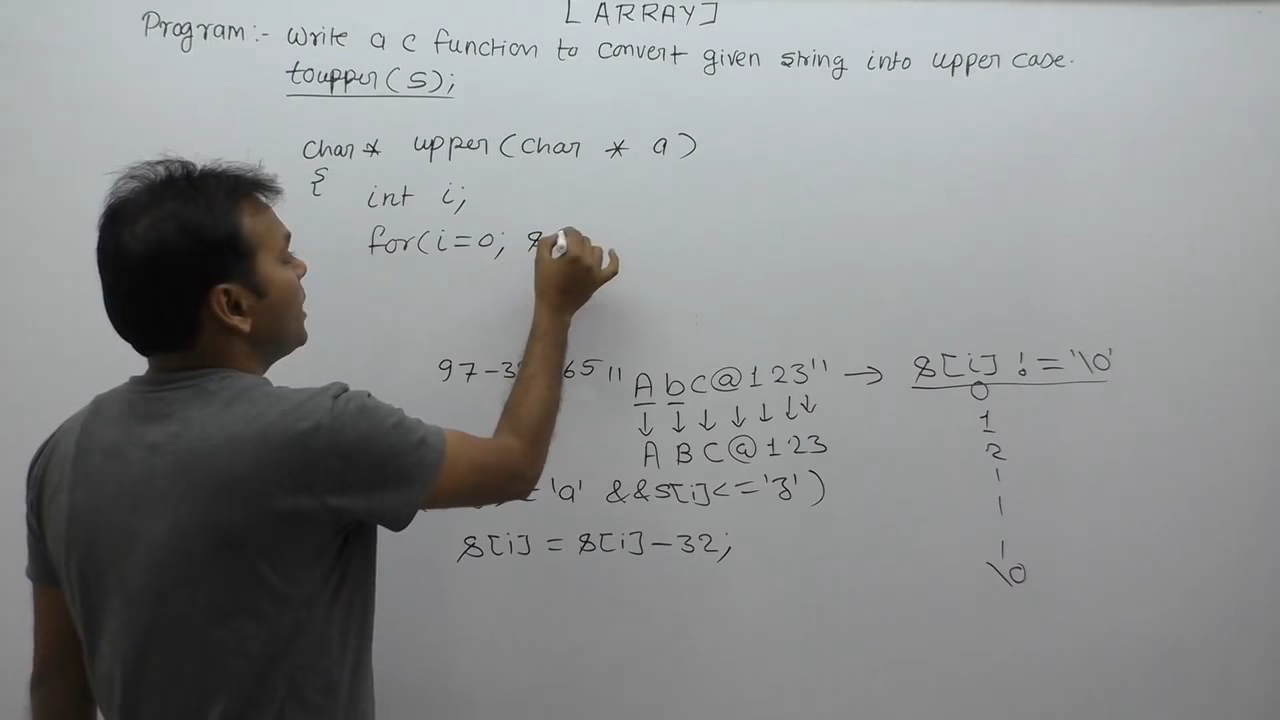 [ARRAY]
Program:- Write a C function to convert given string into upper case.
toupper(s);
char* upper(char * a)
{
int i;
for(i=0; s
97-3 65 "AbC@123" → s[i] != '\0'
↓ ↓ ↓ ↓ ↓ ↓↓
A B C @ 1 2 3
'a' && s[i]<='z')
s[i] = s[i]-32;
0
1
2
|
|
|
\0